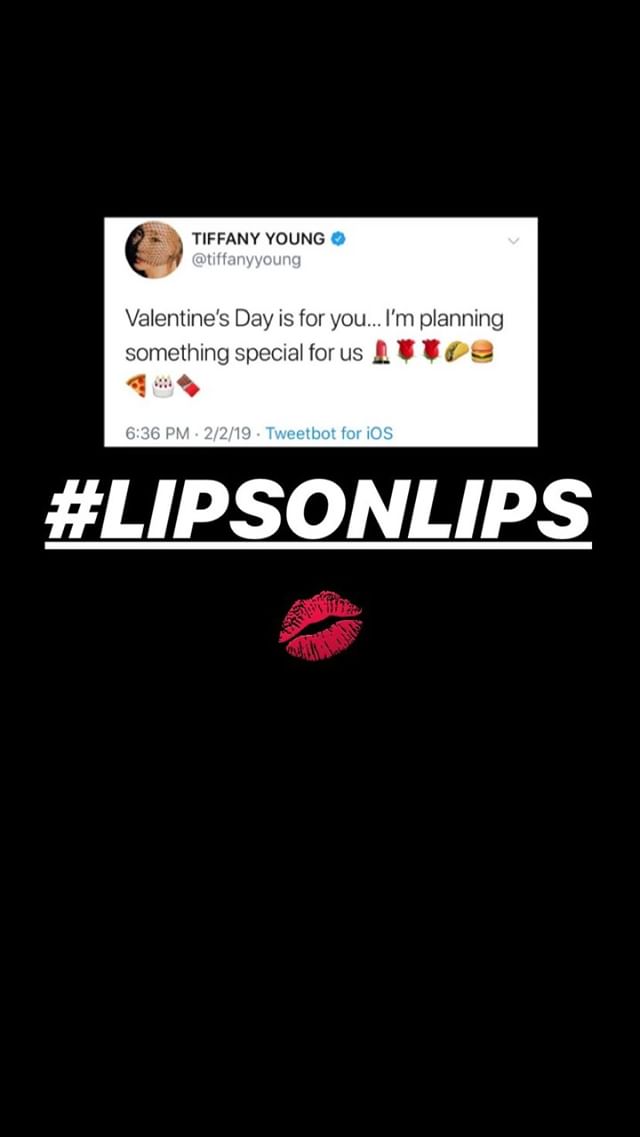 TIFFANY YOUNG
@tiffanyyoung
Valentine's Day is for you... I'm planning
something special for us 💄🌹🌹🌮🍔
🍕🎂🍫
6:36 PM · 2/2/19 · Tweetbot for iOS
#LIPSONLIPS